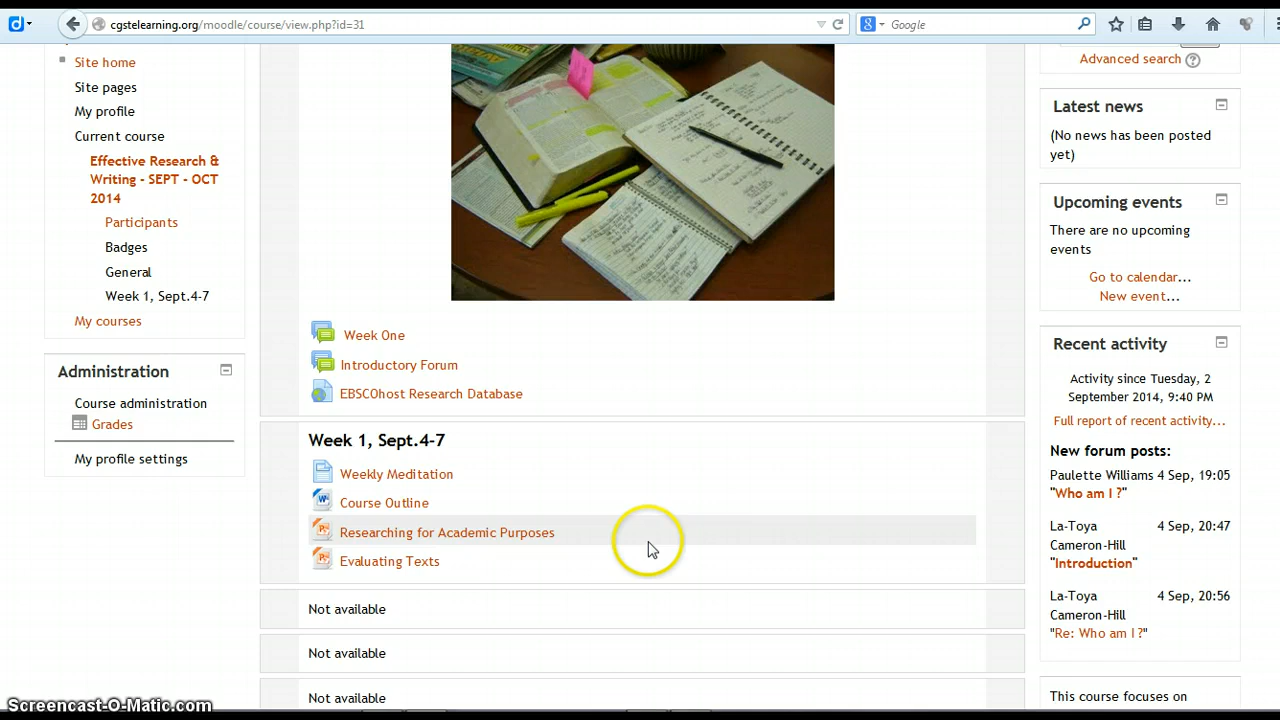 cgstelearning.org/moodle/course/view.php?id=31
Google
Site home
Site pages
My profile
Current course
Effective Research &
Writing - SEPT - OCT
2014
Participants
Badges
General
Week 1, Sept.4-7
My courses
Administration
Course administration
Grades
My profile settings
Week One
Introductory Forum
EBSCOhost Research Database
Week 1, Sept.4-7
Weekly Meditation
Course Outline
Researching for Academic Purposes
Evaluating Texts
Not available
Not available
Not available
Advanced search
Latest news
(No news has been posted
yet)
Upcoming events
There are no upcoming
events
Go to calendar...
New event...
Recent activity
Activity since Tuesday, 2
September 2014, 9:40 PM
Full report of recent activity...
New forum posts:
Paulette Williams 4 Sep, 19:05
"Who am I ?"
La-Toya 4 Sep, 20:47
Cameron-Hill
"Introduction"
La-Toya 4 Sep, 20:56
Cameron-Hill
"Re: Who am I ?"
This course focuses on
Screencast-O-Matic.com